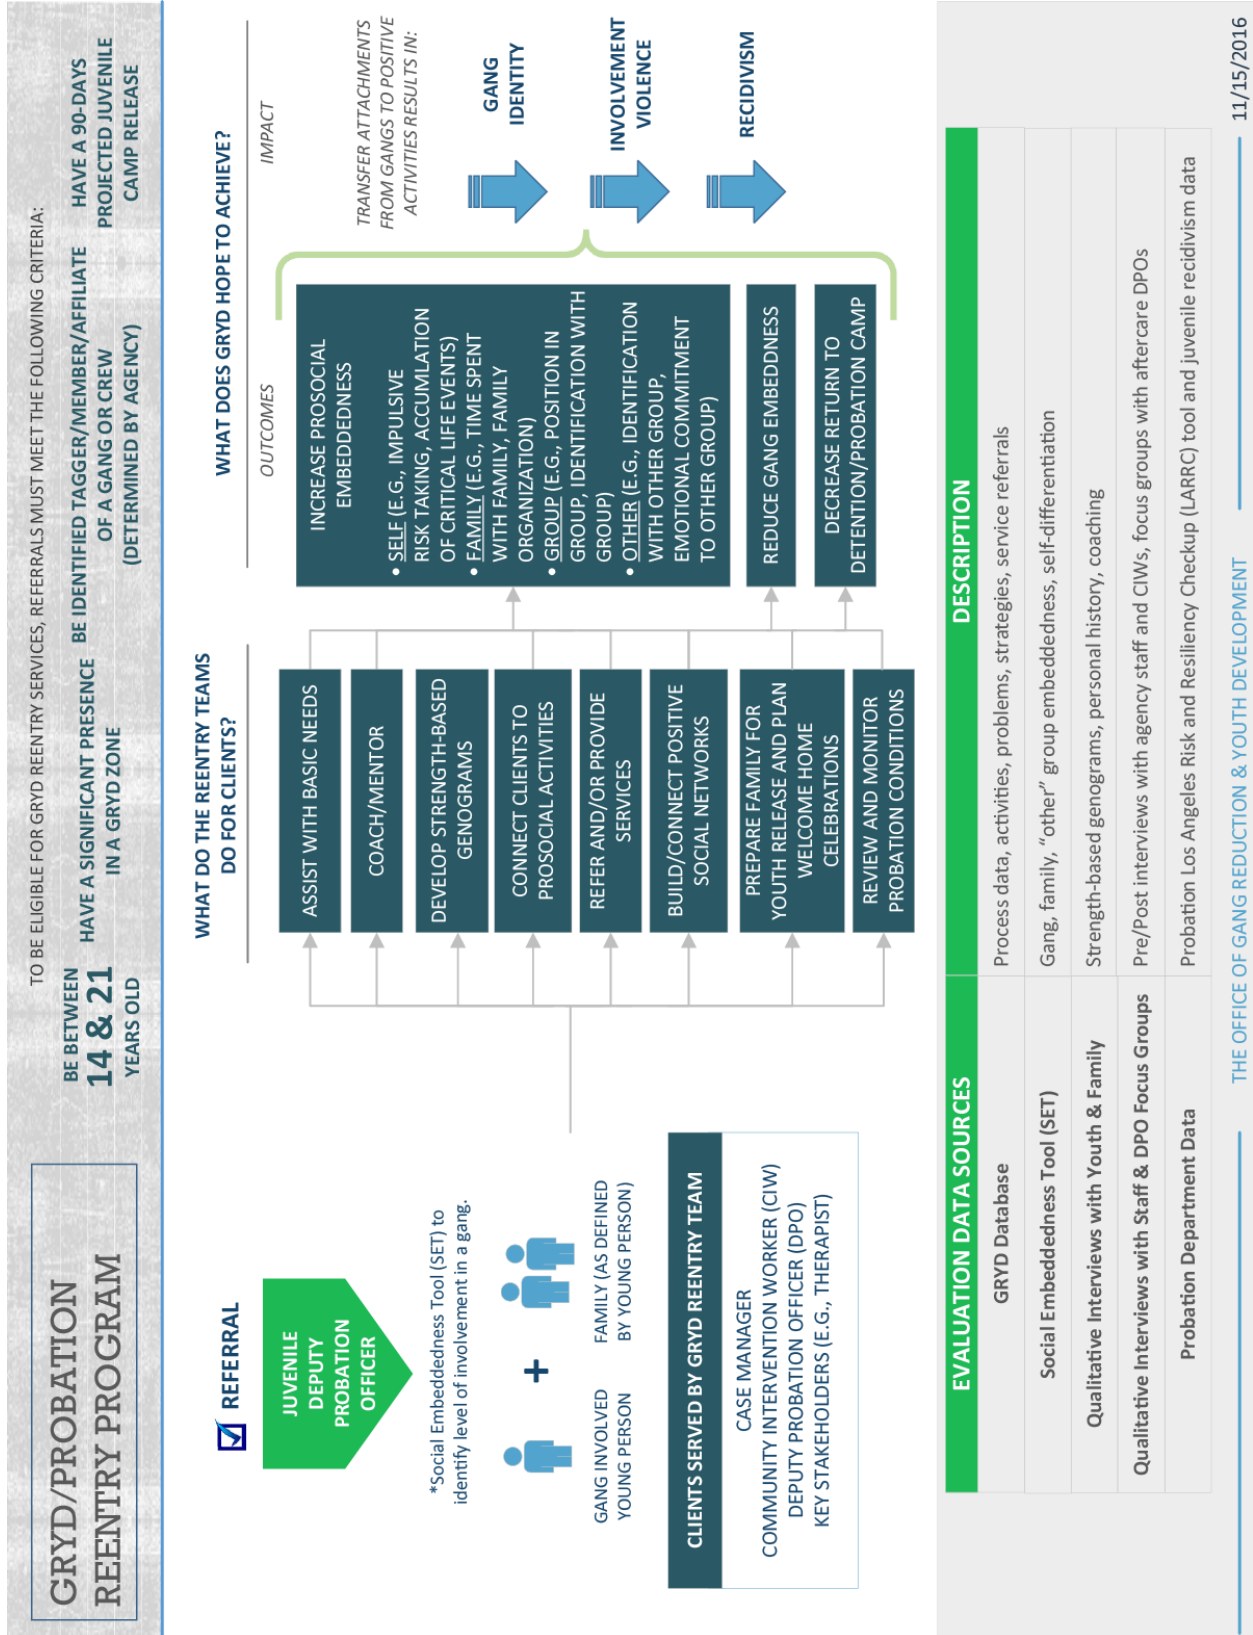 GRYD/PROBATION
REENTRY PROGRAM
TO BE ELIGIBLE FOR GRYD REENTRY SERVICES, REFERRALS MUST MEET THE FOLLOWING CRITERIA:
BE BETWEEN
14 & 21
YEARS OLD
HAVE A SIGNIFICANT PRESENCE
IN A GRYD ZONE
BE IDENTIFIED TAGGER/MEMBER/AFFILIATE
OF A GANG OR CREW
(DETERMINED BY AGENCY)
HAVE A 90-DAYS
PROJECTED JUVENILE
CAMP RELEASE
REFERRAL
JUVENILE
DEPUTY
PROBATION
OFFICER
*Social Embeddedness Tool (SET) to
identify level of involvement in a gang.
GANG INVOLVED
YOUNG PERSON
+
FAMILY (AS DEFINED
BY YOUNG PERSON)
CLIENTS SERVED BY GRYD REENTRY TEAM
CASE MANAGER
COMMUNITY INTERVENTION WORKER (CIW)
DEPUTY PROBATION OFFICER (DPO)
KEY STAKEHOLDERS (E.G., THERAPIST)
WHAT DO THE REENTRY TEAMS
DO FOR CLIENTS?
ASSIST WITH BASIC NEEDS
COACH/MENTOR
DEVELOP STRENGTH-BASED
GENOGRAMS
CONNECT CLIENTS TO
PROSOCIAL ACTIVITIES
REFER AND/OR PROVIDE
SERVICES
BUILD/CONNECT POSITIVE
SOCIAL NETWORKS
PREPARE FAMILY FOR
YOUTH RELEASE AND PLAN
WELCOME HOME
CELEBRATIONS
REVIEW AND MONITOR
PROBATION CONDITIONS
WHAT DOES GRYD HOPE TO ACHIEVE?
OUTCOMES
IMPACT
INCREASE PROSOCIAL
EMBEDDEDNESS
• SELF (E.G., IMPULSIVE
RISK TAKING, ACCUMLATION
OF CRITICAL LIFE EVENTS)
• FAMILY (E.G., TIME SPENT
WITH FAMILY, FAMILY
ORGANIZATION)
• GROUP (E.G., POSITION IN
GROUP, IDENTIFICATION WITH
GROUP)
• OTHER (E.G., IDENTIFICATION
WITH OTHER GROUP,
EMOTIONAL COMMITMENT
TO OTHER GROUP)
REDUCE GANG EMBEDDNESS
DECREASE RETURN TO
DETENTION/PROBATION CAMP
TRANSFER ATTACHMENTS
FROM GANGS TO POSITIVE
ACTIVITIES RESULTS IN:
GANG
IDENTITY
INVOLVEMENT
VIOLENCE
RECIDIVISM
EVALUATION DATA SOURCES
DESCRIPTION
GRYD Database
Process data, activities, problems, strategies, service referrals
Social Embeddedness Tool (SET)
Gang, family, “other” group embeddedness, self-differentiation
Qualitative Interviews with Youth & Family
Strength-based genograms, personal history, coaching
Qualitative Interviews with Staff & DPO Focus Groups
Pre/Post interviews with agency staff and CIWs, focus groups with aftercare DPOs
Probation Department Data
Probation Los Angeles Risk and Resiliency Checkup (LARRC) tool and juvenile recidivism data
THE OFFICE OF GANG REDUCTION & YOUTH DEVELOPMENT
11/15/2016